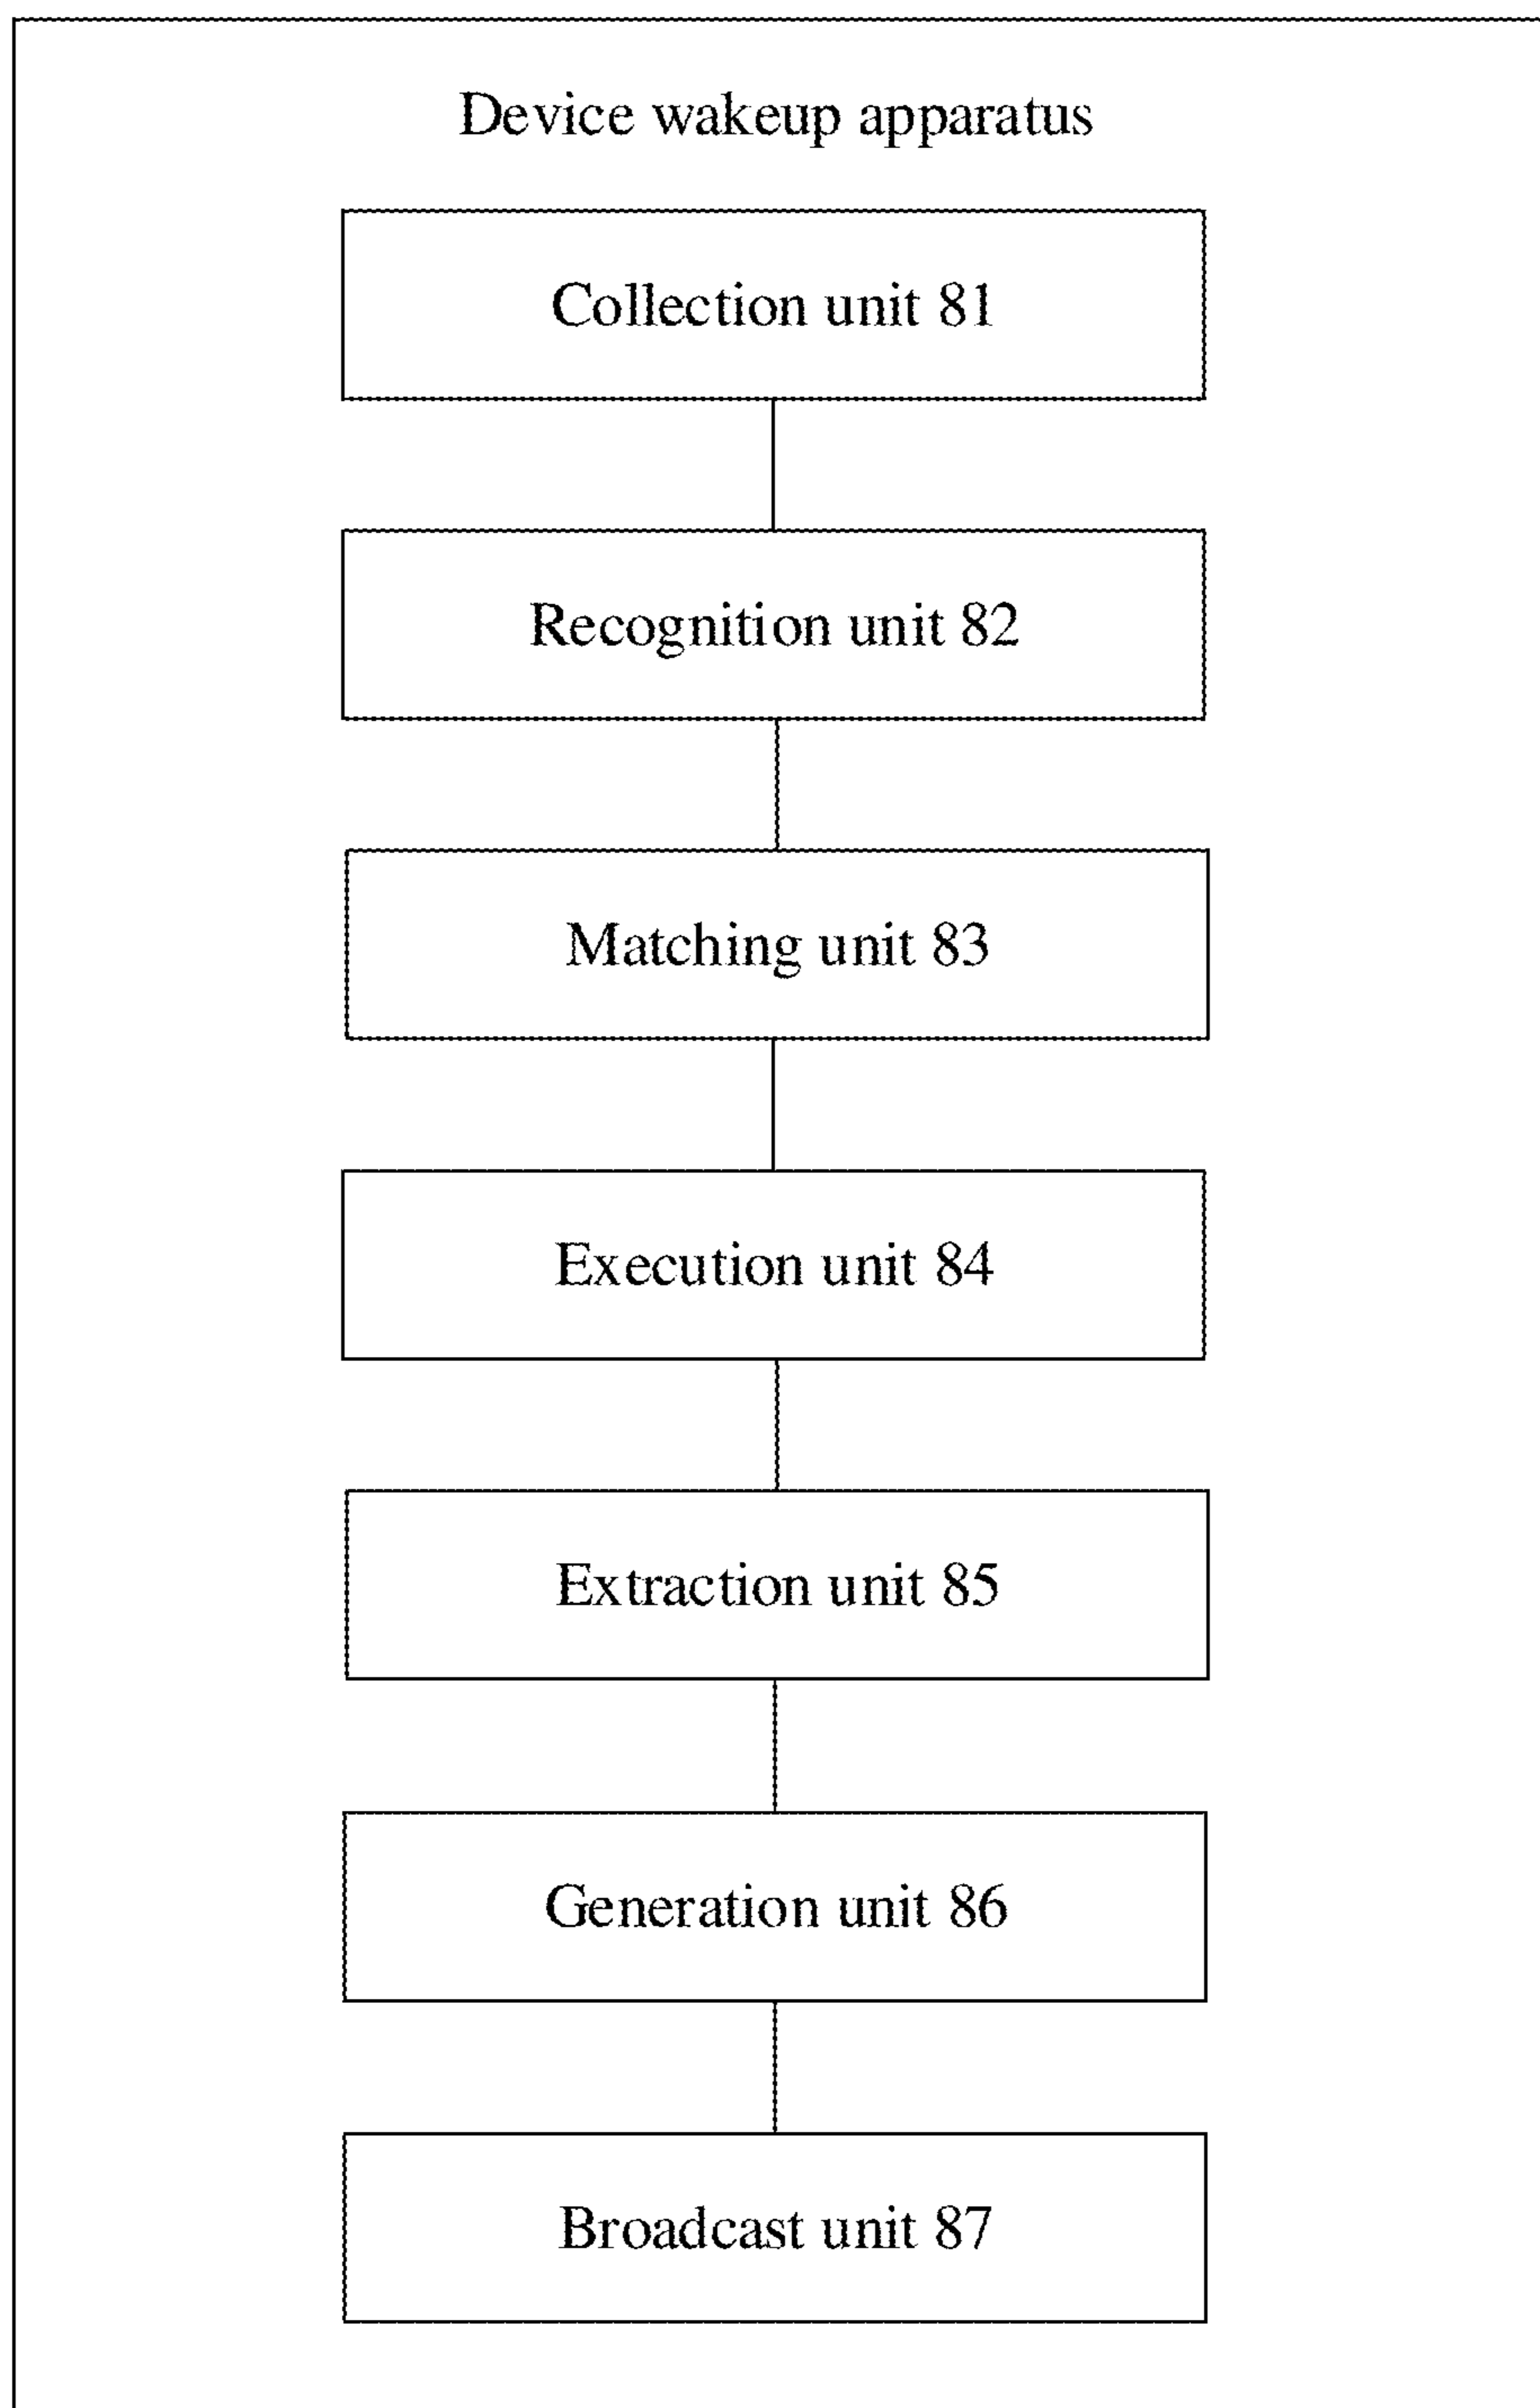 Device wakeup apparatus
Collection unit 81
Recognition unit 82
Matching unit 83
Execution unit 84
Extraction unit 85
Generation unit 86
Broadcast unit 87